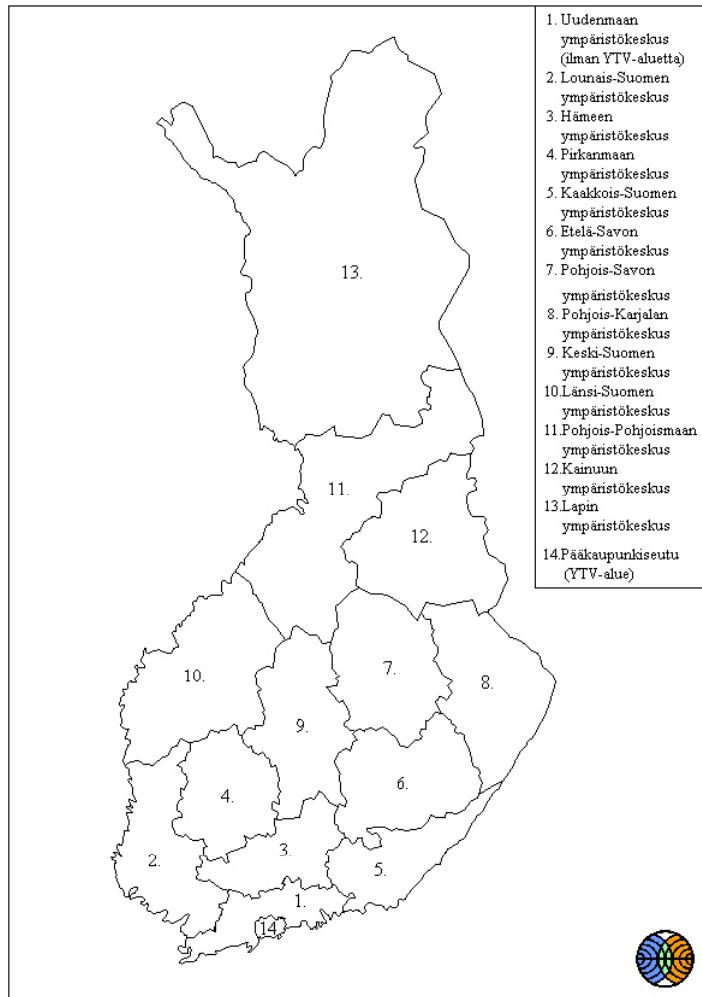 1. Uudenmaan
ympäristökeskus
(ilman YTV-aluetta)
2. Lounais-Suomen
ympäristökeskus
3. Hämeen
ympäristökeskus
4. Pirkanmaan
ympäristökeskus
5. Kaakkois-Suomen
ympäristökeskus
6. Etelä-Savon
ympäristökeskus
7. Pohjois-Savon
ympäristökeskus
8. Pohjois-Karjalan
ympäristökeskus
9. Keski-Suomen
ympäristökeskus
10.Länsi-Suomen
ympäristökeskus
11.Pohjois-Pohjoismaan
ympäristökeskus
12.Kainuun
ympäristökeskus
13.Lapin
ympäristökeskus
14.Pääkaupunkiseutu
(YTV-alue)
13.
11.
12.
10.
7.
8.
9.
6.
4.
3.
2.
5.
1.
14.